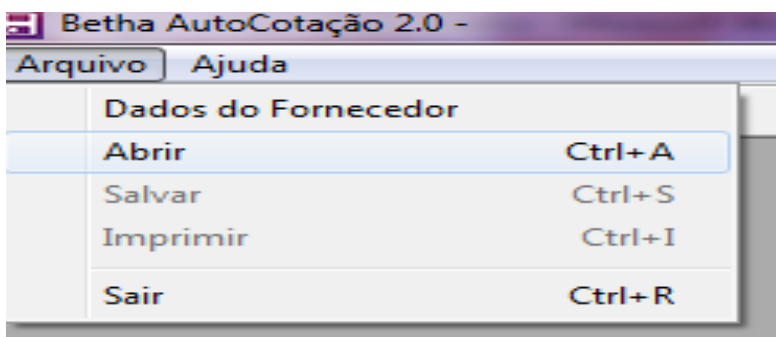 Betha AutoCotação 2.0 -
Arquivo Ajuda
Dados do Fornecedor
Abrir Ctrl+A
Salvar Ctrl+S
Imprimir Ctrl+I
Sair Ctrl+R